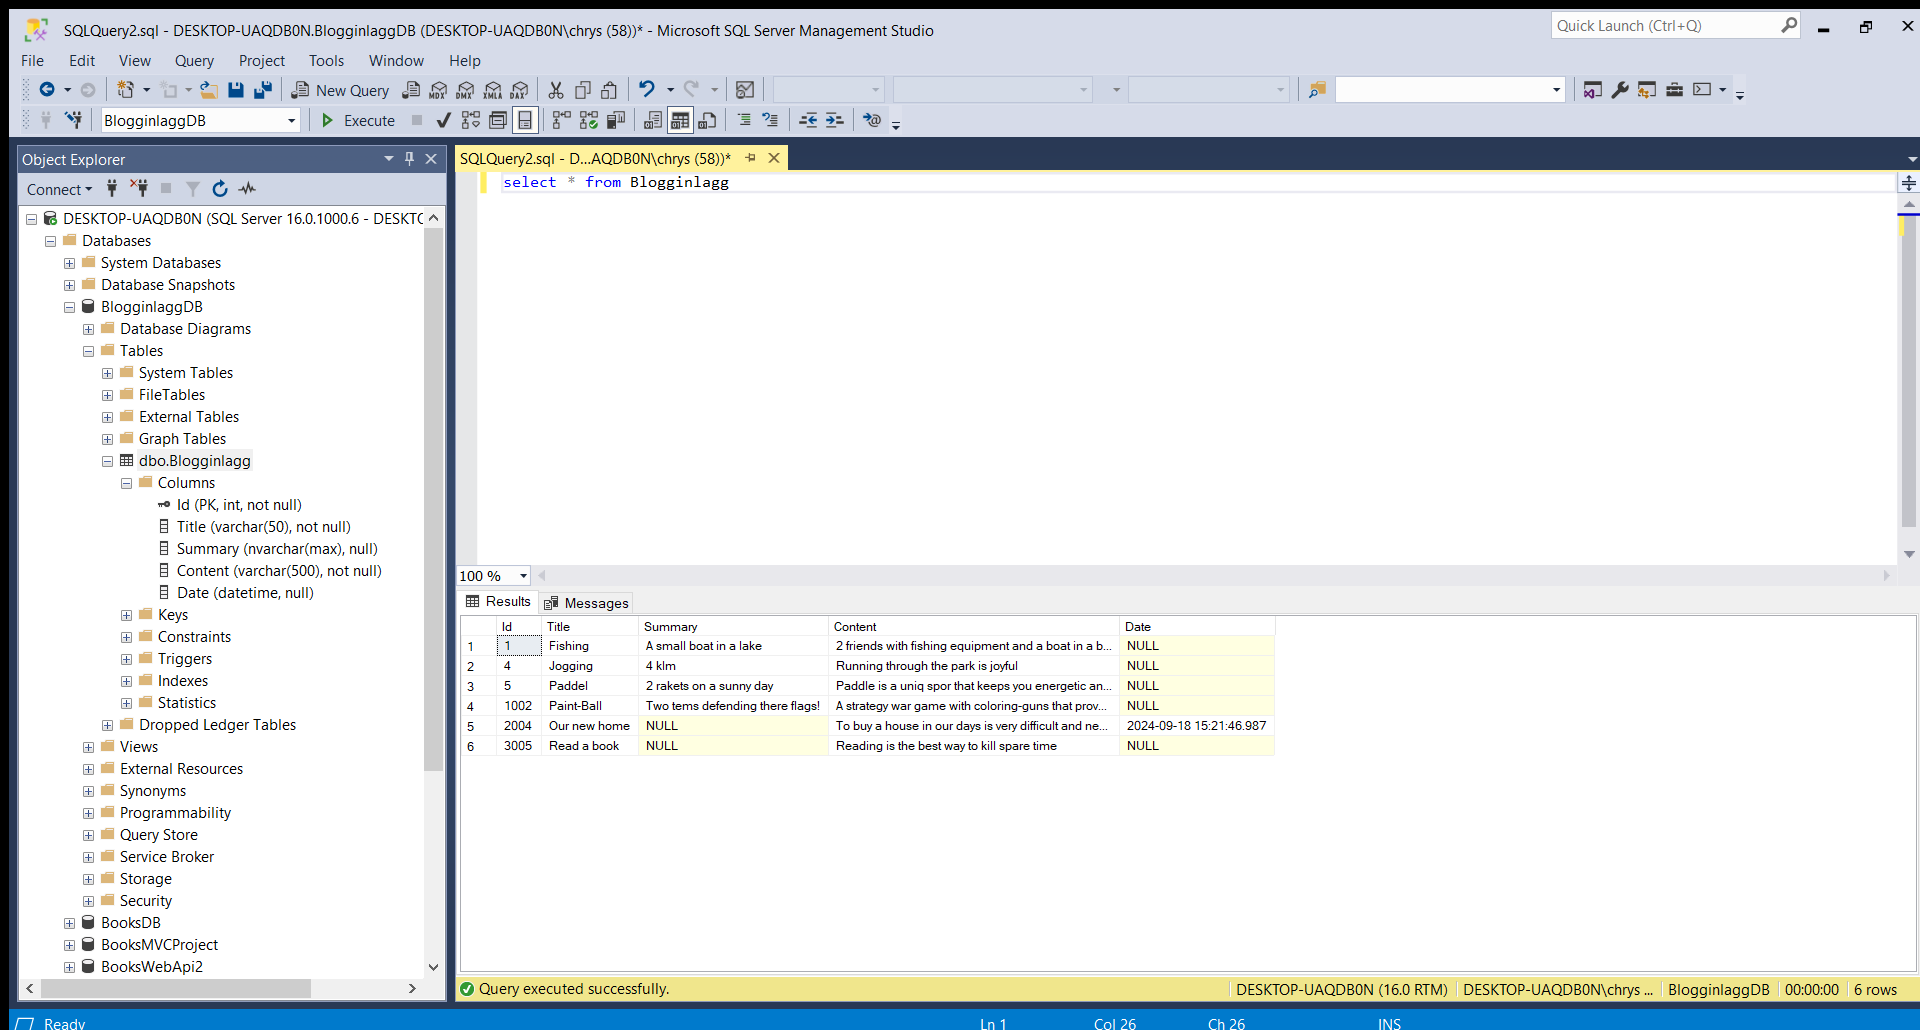 SQLQuery2.sql - DESKTOP-UAQDB0N.BlogginlaggDB (DESKTOP-UAQDB0N\chrys (58))* - Microsoft SQL Server Management Studio
Quick Launch (Ctrl+Q)
File Edit View Query Project Tools Window Help
New Query MDX DMX XMLA DAX
BlogginlaggDB Execute
Object Explorer
Connect
DESKTOP-UAQDB0N (SQL Server 16.0.1000.6 - DESKTO
Databases
System Databases
Database Snapshots
BlogginlaggDB
Database Diagrams
Tables
System Tables
FileTables
External Tables
Graph Tables
dbo.Blogginlagg
Columns
Id (PK, int, not null)
Title (varchar(50), not null)
Summary (nvarchar(max), null)
Content (varchar(500), not null)
Date (datetime, null)
Keys
Constraints
Triggers
Indexes
Statistics
Dropped Ledger Tables
Views
External Resources
Synonyms
Programmability
Query Store
Service Broker
Storage
Security
BooksDB
BooksMVCProject
BooksWebApi2
SQLQuery2.sql - D...AQDB0N\chrys (58))*
select * from Blogginlagg
100 %
Results Messages
Id Title Summary Content Date
1 1 Fishing A small boat in a lake 2 friends with fishing equipment and a boat in a b... NULL
2 4 Jogging 4 klm Running through the park is joyful NULL
3 5 Paddel 2 rakets on a sunny day Paddle is a uniq spor that keeps you energetic an... NULL
4 1002 Paint-Ball Two tems defending there flags! A strategy war game with coloring-guns that prov... NULL
5 2004 Our new home NULL To buy a house in our days is very difficult and ne... 2024-09-18 15:21:46.987
6 3005 Read a book NULL Reading is the best way to kill spare time NULL
Query executed successfully. DESKTOP-UAQDB0N (16.0 RTM) DESKTOP-UAQDB0N\chrys ... BlogginlaggDB 00:00:00 6 rows
Ready Ln 1 Col 26 Ch 26 INS